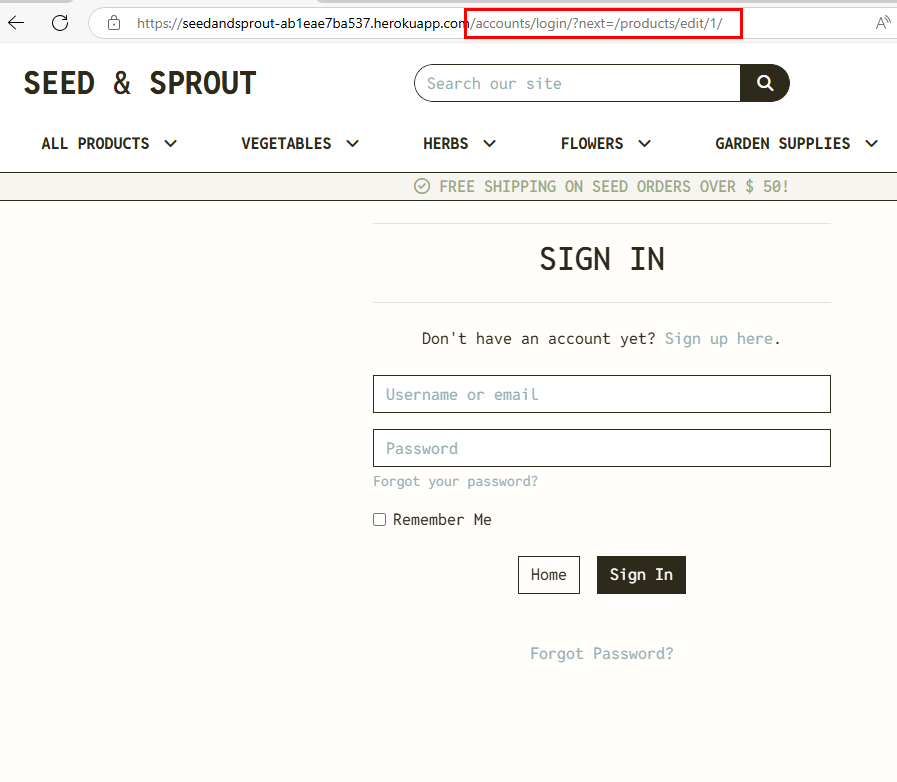 https://seedandsprout-ab1eae7ba537.herokuapp.com/accounts/login/?next=/products/edit/1/ A
SEED & SPROUT
Search our site
ALL PRODUCTS VEGETABLES HERBS FLOWERS GARDEN SUPPLIES
FREE SHIPPING ON SEED ORDERS OVER $ 50!
SIGN IN
Don't have an account yet? Sign up here.
Username or email
Password
Forgot your password?
Remember Me
Home Sign In
Forgot Password?